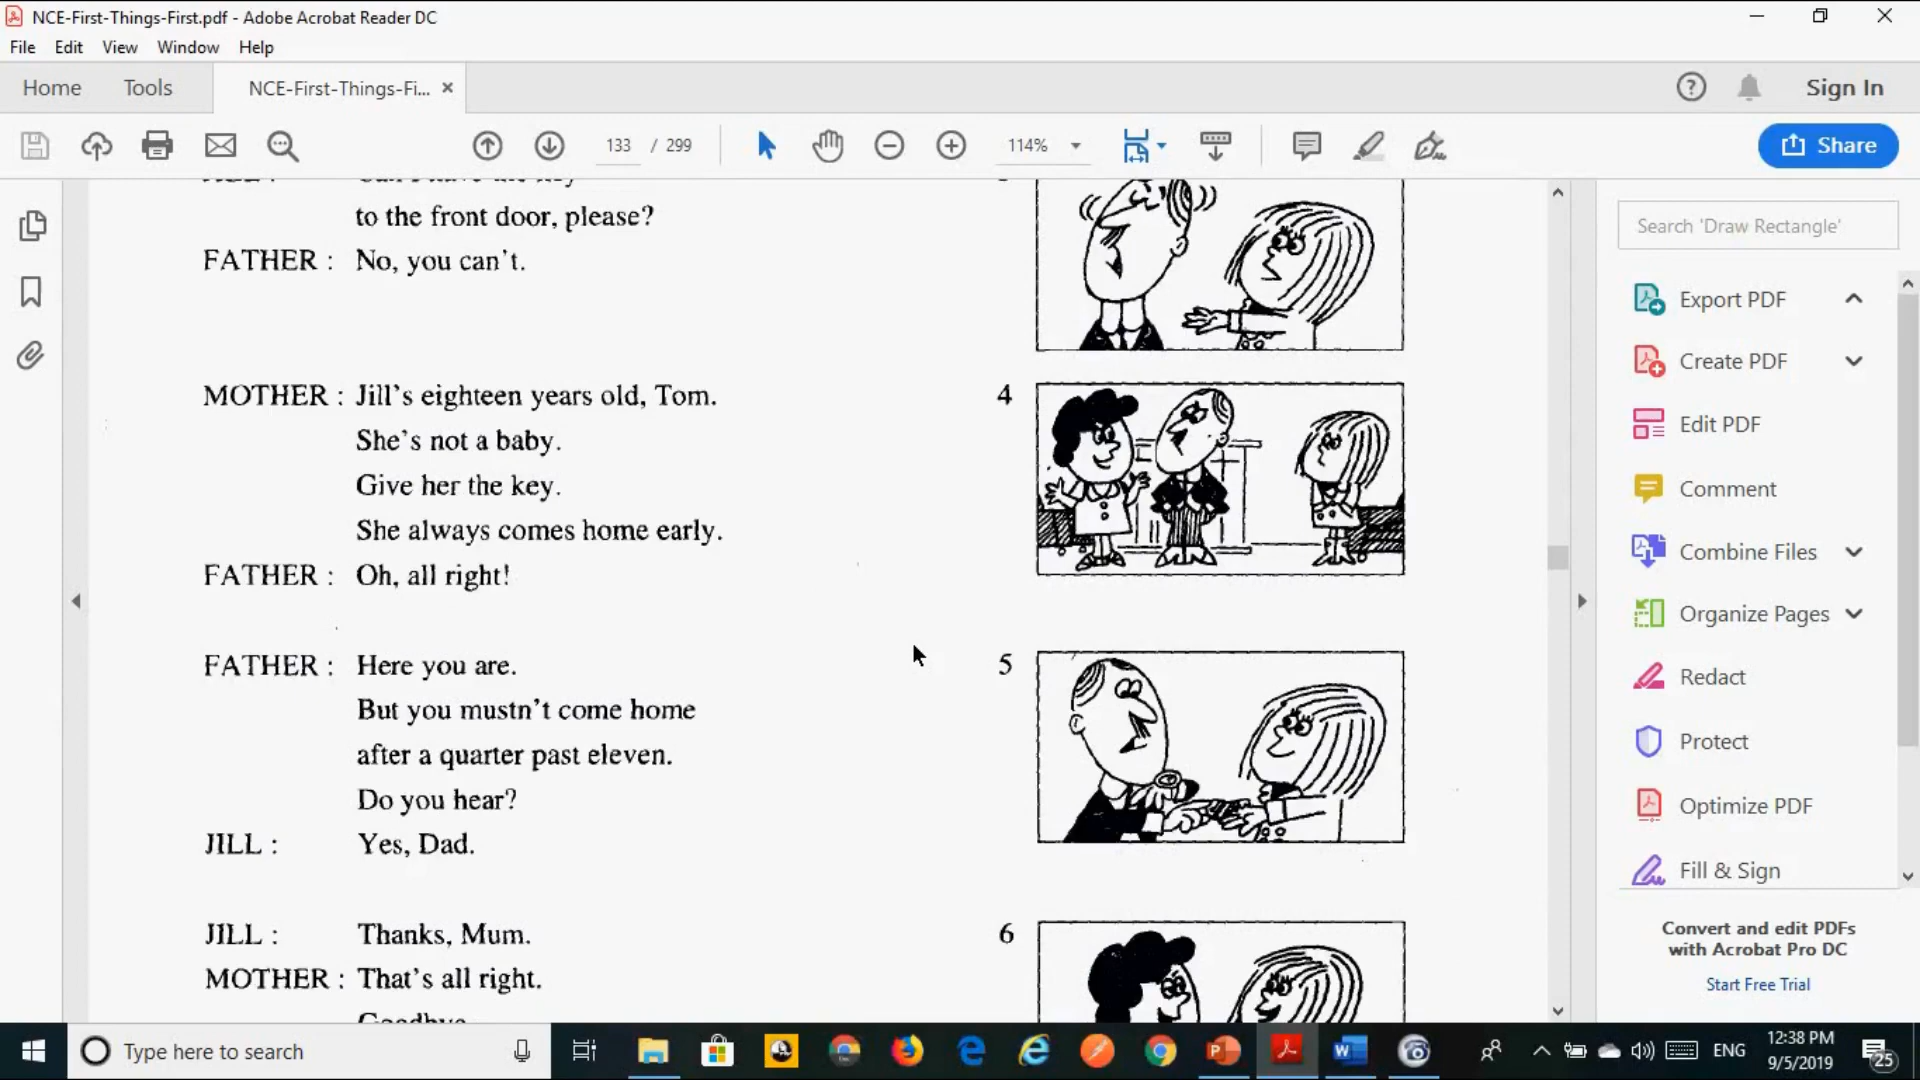 NCE-First-Things-First.pdf - Adobe Acrobat Reader DC
File Edit View Window Help
Home Tools NCE-First-Things-Fi... × Sign In
133 / 299 114% Share
to the front door, please?
FATHER : No, you can't.
MOTHER : Jill's eighteen years old, Tom. 4
She's not a baby.
Give her the key.
She always comes home early.
FATHER : Oh, all right!
FATHER : Here you are. 5
But you mustn't come home
after a quarter past eleven.
Do you hear?
JILL : Yes, Dad.
JILL : Thanks, Mum. 6
MOTHER : That's all right.
Goodbye
Search 'Draw Rectangle'
Export PDF
Create PDF
Edit PDF
Comment
Combine Files
Organize Pages
Redact
Protect
Optimize PDF
Fill & Sign
Convert and edit PDFs
with Acrobat Pro DC
Start Free Trial
Type here to search
ENG
12:38 PM
9/5/2019
25